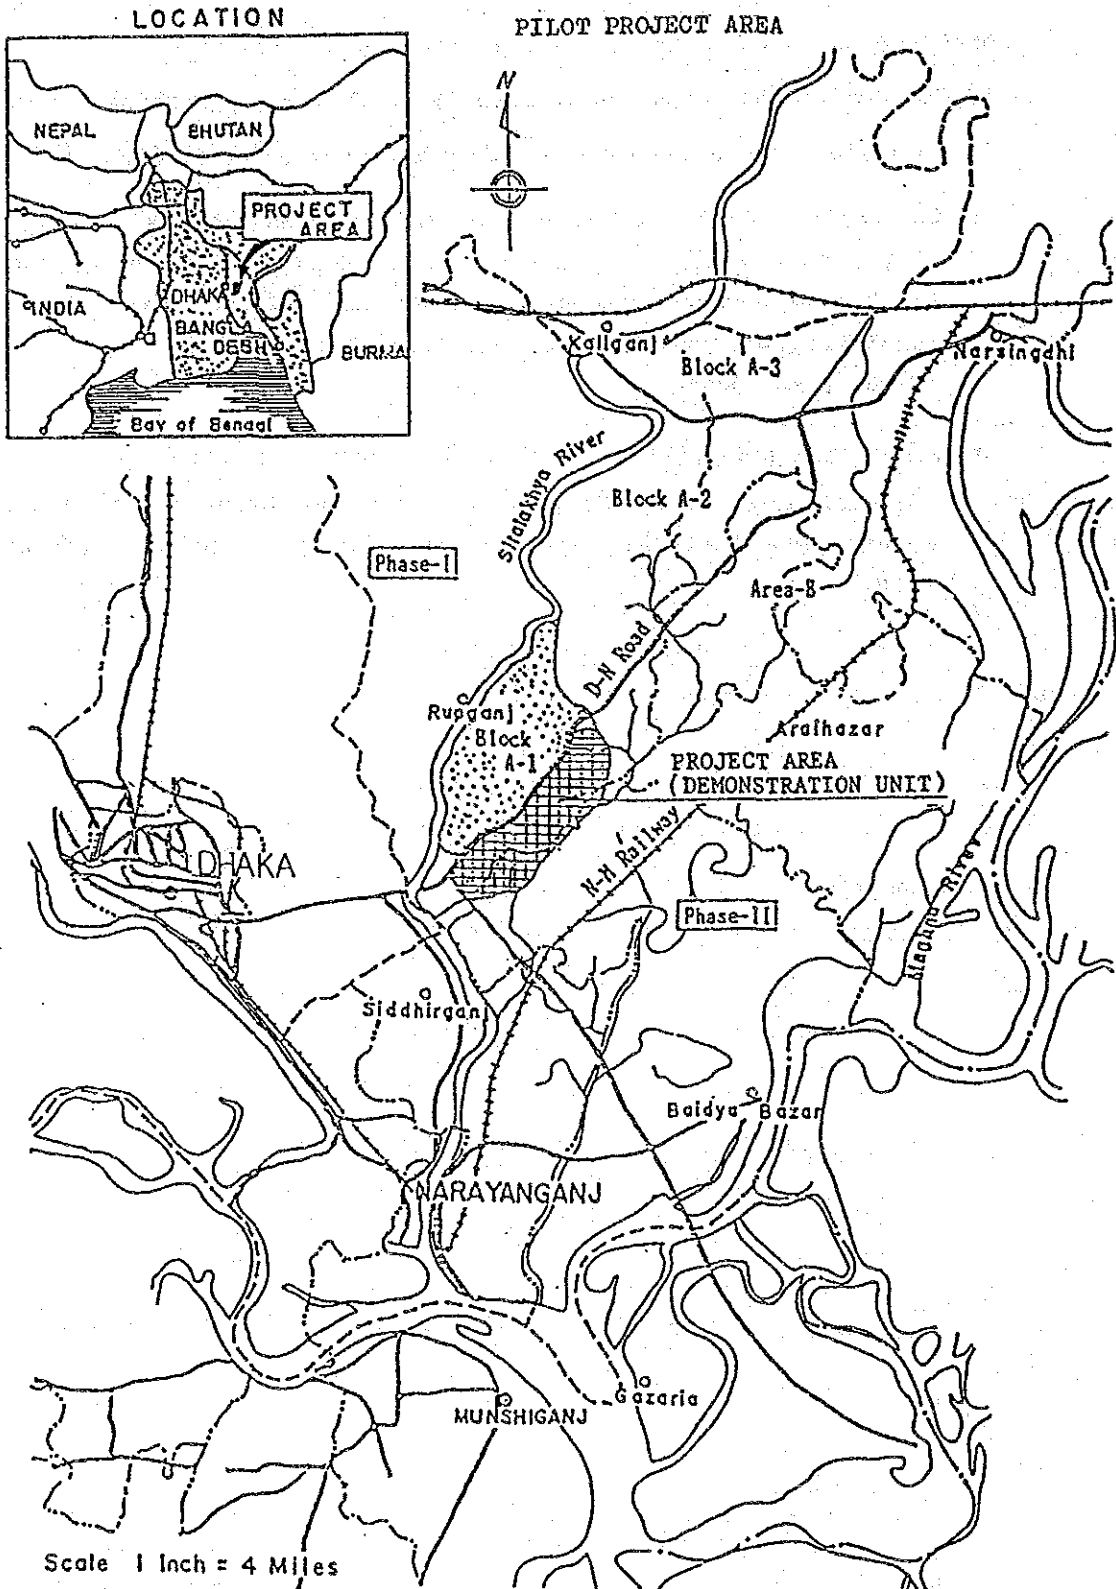 LOCATION
PILOT PROJECT AREA
N
NEPAL
BHUTAN
PROJECT
AREA
INDIA
DHAKA
BANGLA
DESH
BURMA
Bay of Bengal
Kaliganj
Block A-3
Narsingdhi
Sitalakhya River
Block A-2
Phase-I
Area-B
D-N Road
Rupganj
Block
A-1
Araihazar
PROJECT AREA
(DEMONSTRATION UNIT)
N-M Railway
DHAKA
Phase-II
Meghna River
Siddhirganj
Baidya Bazar
NARAYANGANJ
Gazaria
MUNSHIGANJ
Scale 1 Inch = 4 Miles